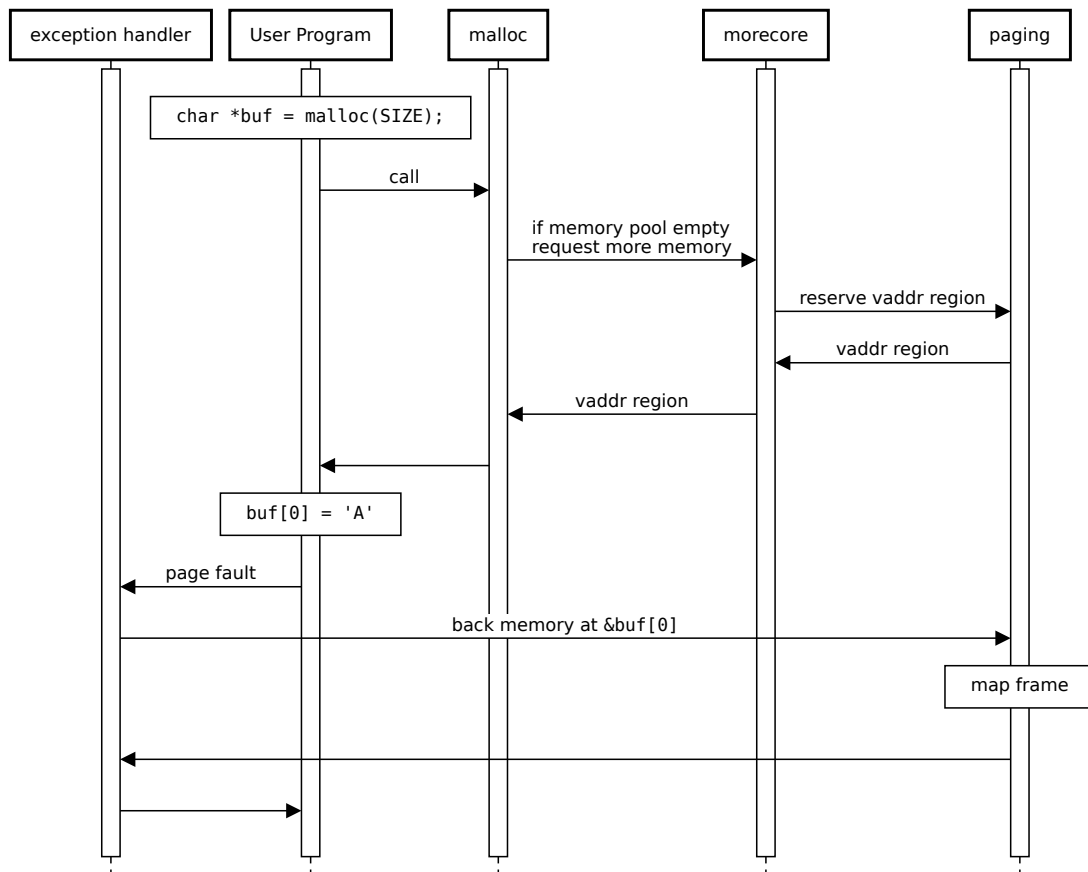 exception handler
User Program
malloc
morecore
paging
char *buf = malloc(SIZE);
call
if memory pool empty
request more memory
reserve vaddr region
vaddr region
vaddr region
buf[0] = 'A'
page fault
back memory at &buf[0]
map frame